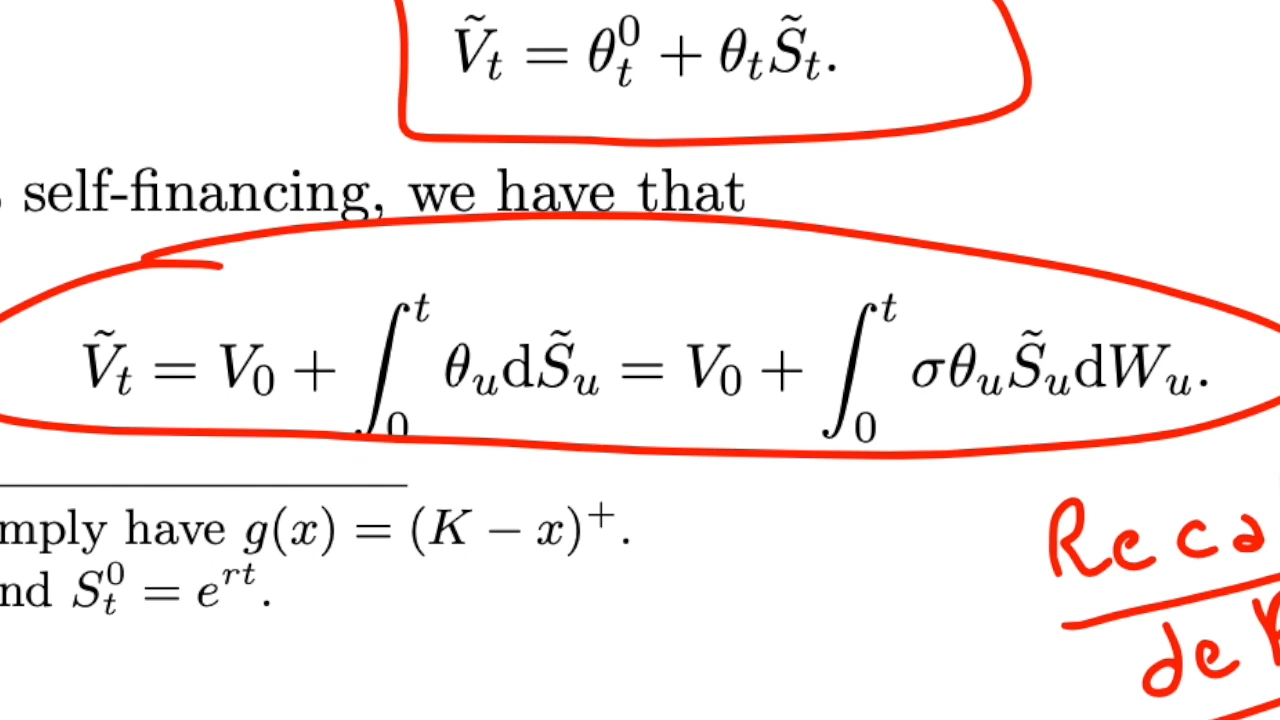 Ṽ_t = θ_t^0 + θ_t S̃_t.
self-financing, we have that
Ṽ_t = V_0 + ∫_0^t θ_u dS̃_u = V_0 + ∫_0^t σθ_u S̃_u dW_u.
mply have g(x) = (K − x)^+.
nd S_t^0 = e^{rt}.
Reca
de